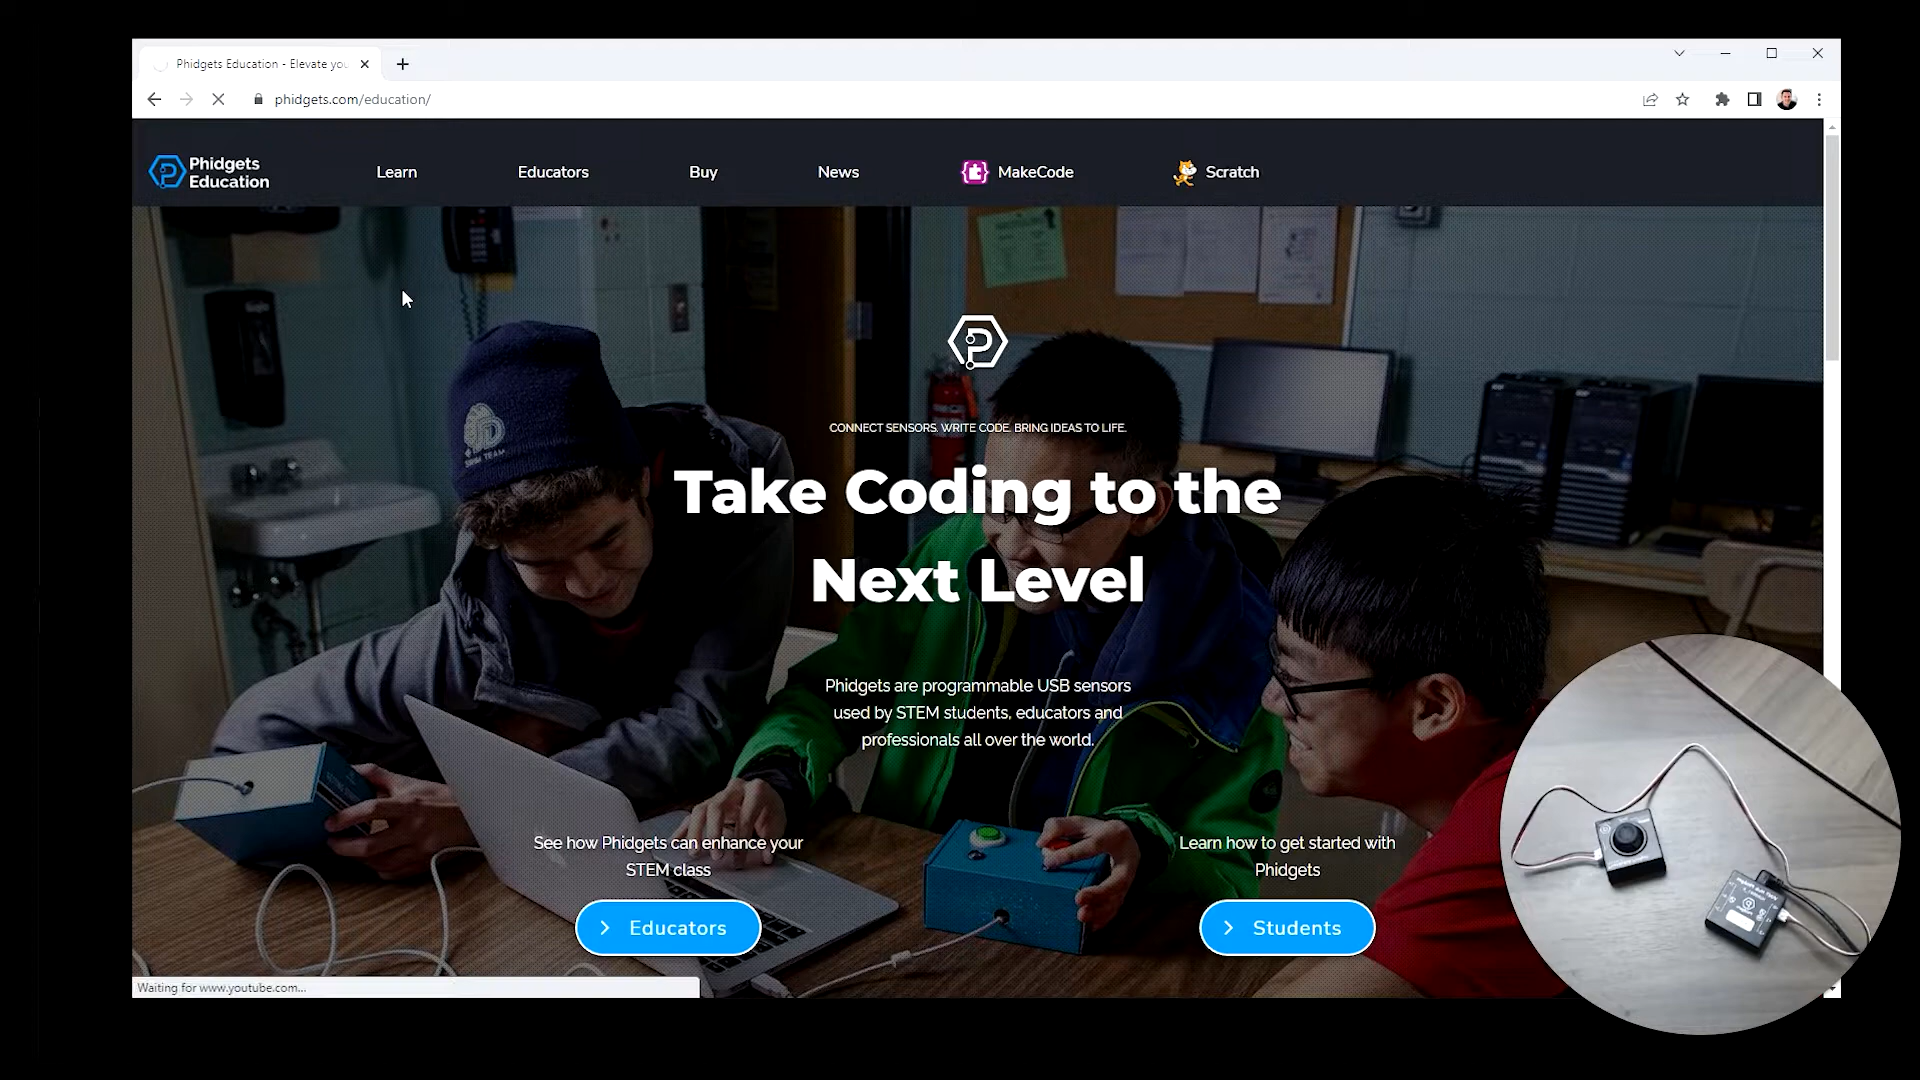 Phidgets Education - Elevate you
phidgets.com/education/
Phidgets
Education
Learn
Educators
Buy
News
MakeCode
Scratch
CONNECT SENSORS. WRITE CODE. BRING IDEAS TO LIFE.
Take Coding to the
Next Level
Phidgets are programmable USB sensors
used by STEM students, educators and
professionals all over the world.
See how Phidgets can enhance your
STEM class
Educators
Learn how to get started with
Phidgets
Students
Waiting for www.youtube.com...